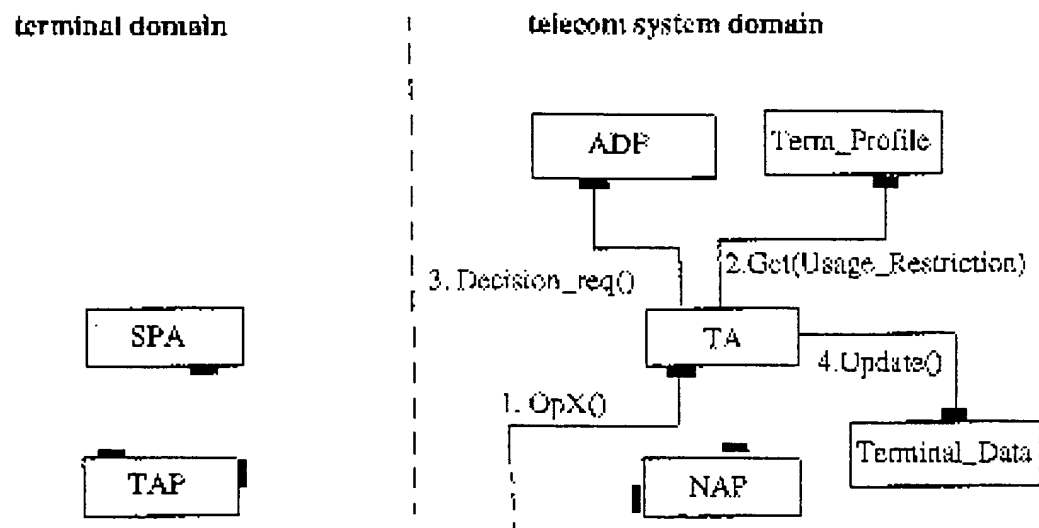 terminal domain
telecom system domain
ADF
Term_Profile
2.Get(Usage_Restriction)
3. Decision_req()
SPA
TA
4.Update()
1. OpX()
Terminal_Data
TAP
NAP